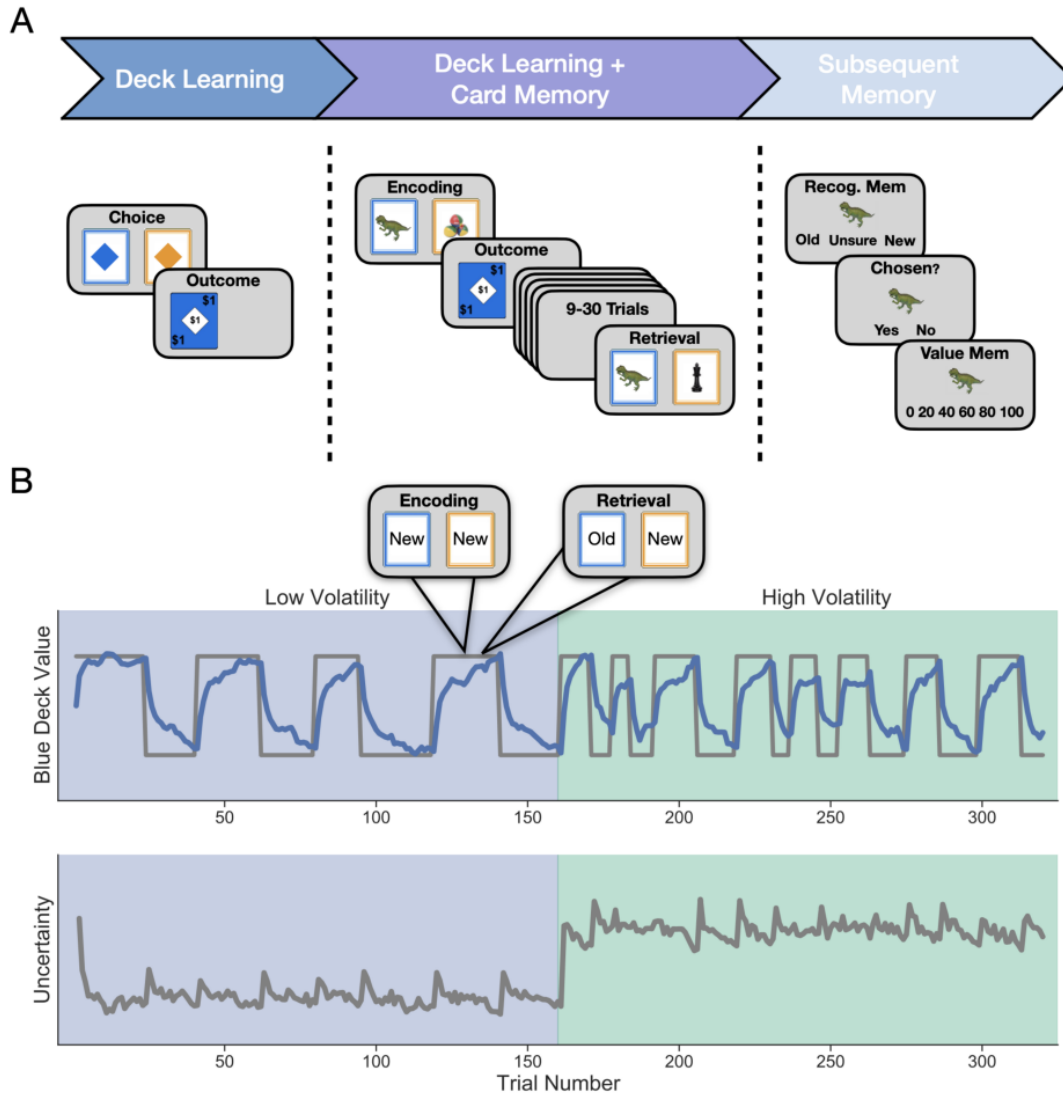 A
Deck Learning
Deck Learning +
Card Memory
Subsequent
Memory
Choice
Outcome
$1
$1
$1
Encoding
Outcome
$1
$1
$1
9-30 Trials
Retrieval
Recog. Mem
Old Unsure New
Chosen?
Yes No
Value Mem
0 20 40 60 80 100
B
Encoding
New New
Retrieval
Old New
Low Volatility
High Volatility
Blue Deck Value
50 100 150 200 250 300
Uncertainty
50 100 150 200 250 300
Trial Number